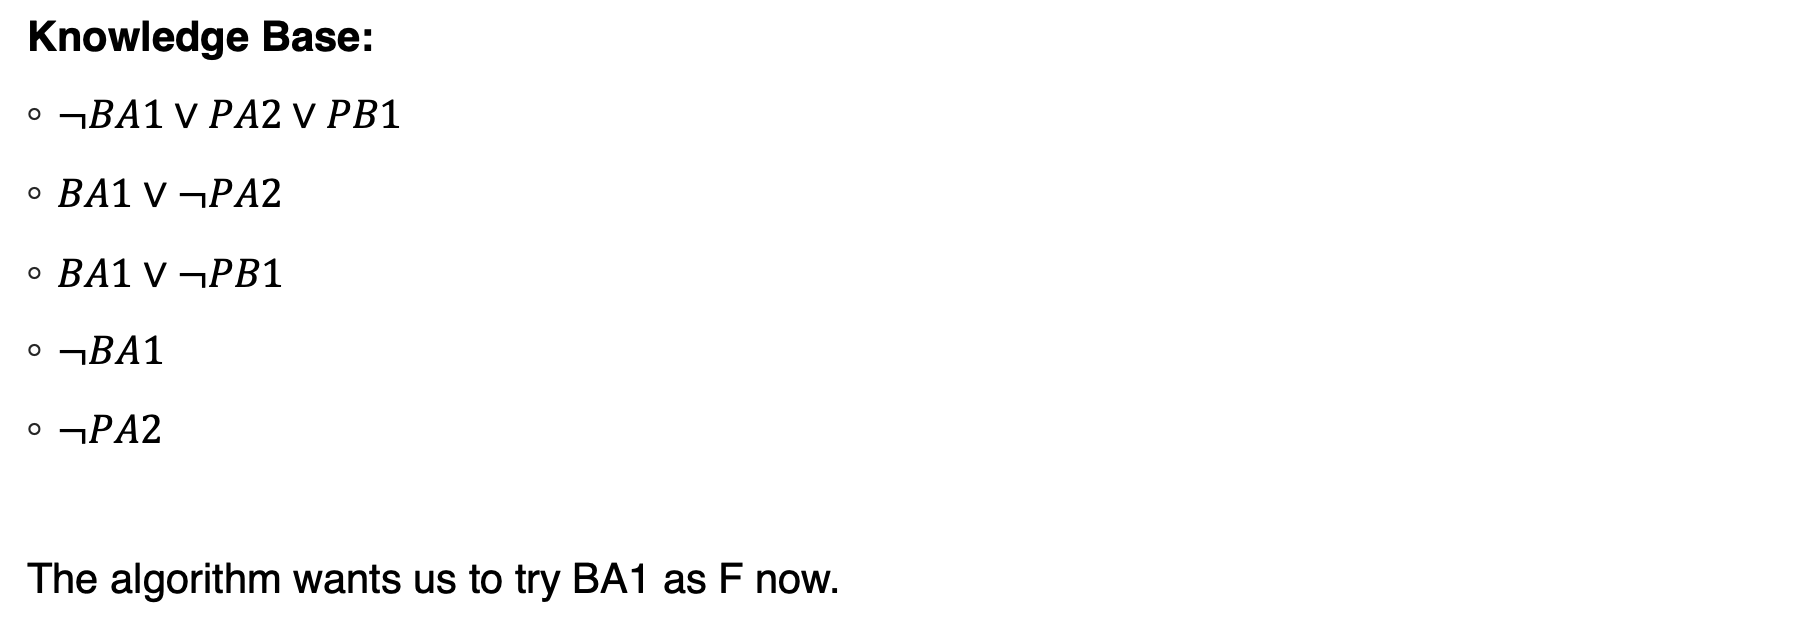 Knowledge Base:
◦ ¬BA1 ∨ PA2 ∨ PB1
◦ BA1 ∨ ¬PA2
◦ BA1 ∨ ¬PB1
◦ ¬BA1
◦ ¬PA2
The algorithm wants us to try BA1 as F now.